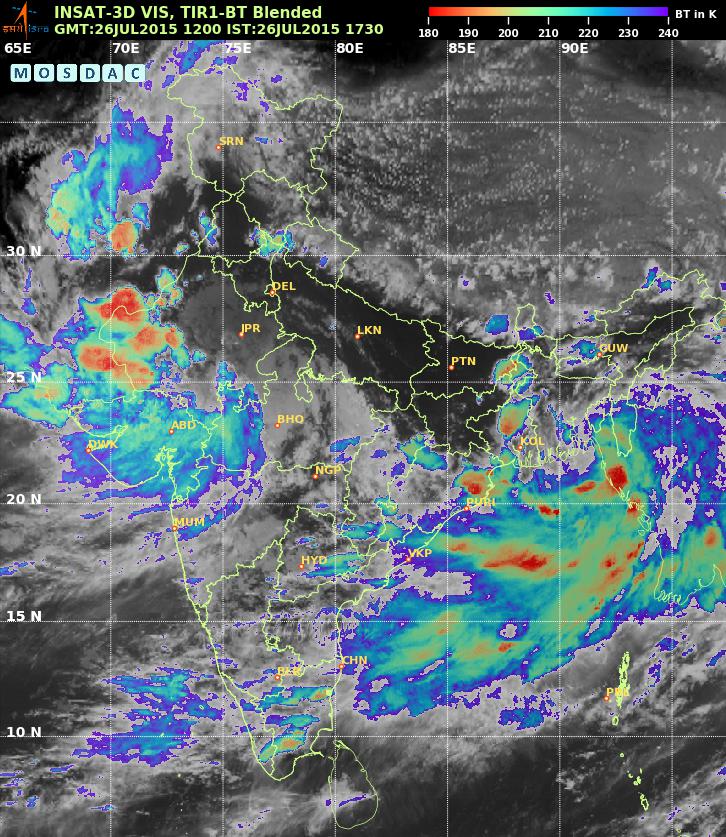 INSAT-3D VIS, TIR1-BT Blended
GMT:26JUL2015 1200 IST:26JUL2015 1730
BT in K
180 190 200 210 220 230 240
65E 70E 75E 80E 85E 90E
MOSDAC
SRN
30 N
DEL
JPR
LKN
GUW
PTN
25 N
ABD
BHO
DWK
KOL
NGP
20 N
PURI
MUM
VKP
HYD
15 N
CHN
10 N